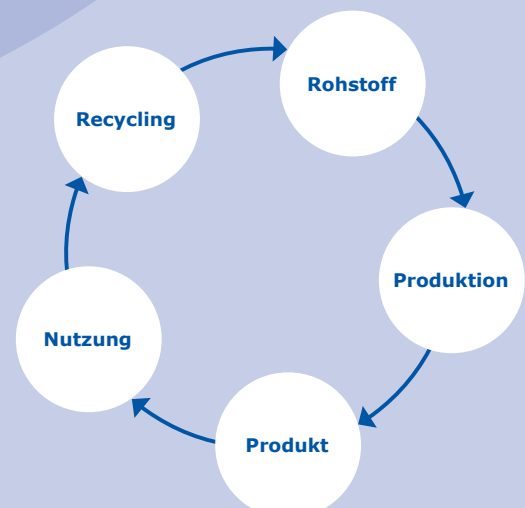 Rohstoff
Produktion
Produkt
Nutzung
Recycling